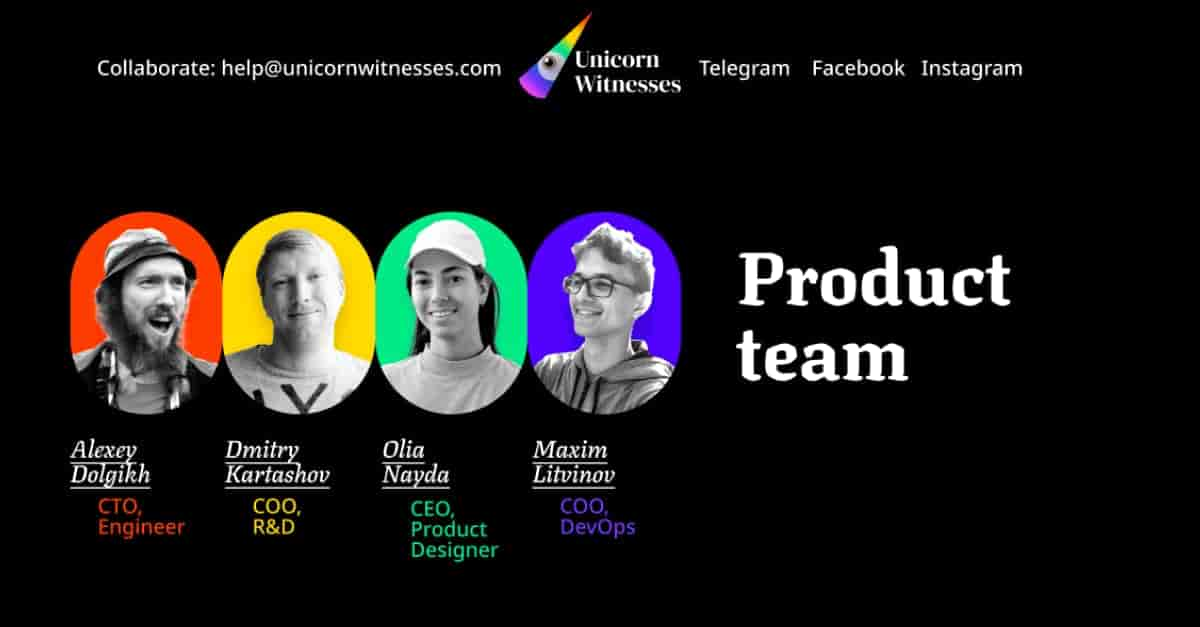 Collaborate: help@unicornwitnesses.com
Unicorn
Witnesses
Telegram Facebook Instagram
Product
team
Alexey
Dolgikh
CTO,
Engineer
Dmitry
Kartashov
COO,
R&D
Olia
Nayda
CEO,
Product
Designer
Maxim
Litvinov
COO,
DevOps